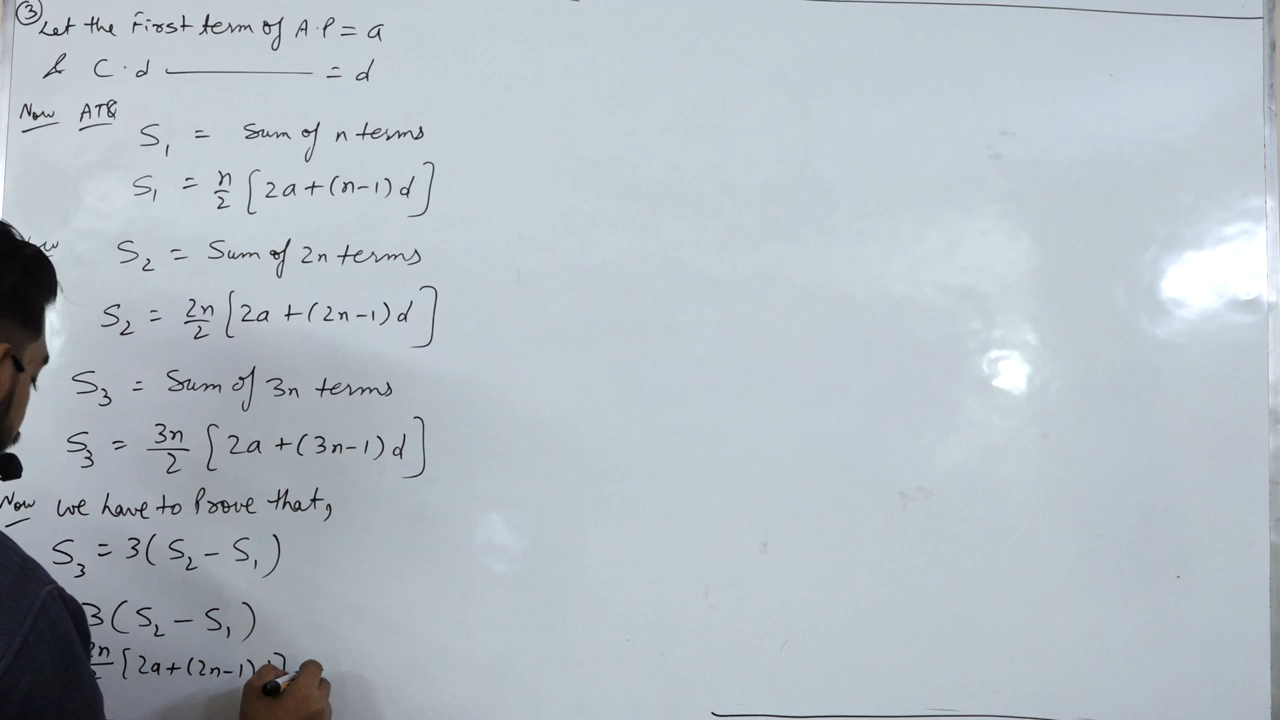 ③ Let the First term of A.P = a
& C.d ———— = d
Now ATQ
S₁ = Sum of n terms
S₁ = n/2 [2a+(n-1)d]
S₂ = Sum of 2n terms
S₂ = 2n/2 [2a+(2n-1)d]
S₃ = Sum of 3n terms
S₃ = 3n/2 [2a+(3n-1)d]
Now we have to Prove that,
S₃ = 3(S₂ - S₁)
3(S₂ - S₁)
[2a+(2n-1)